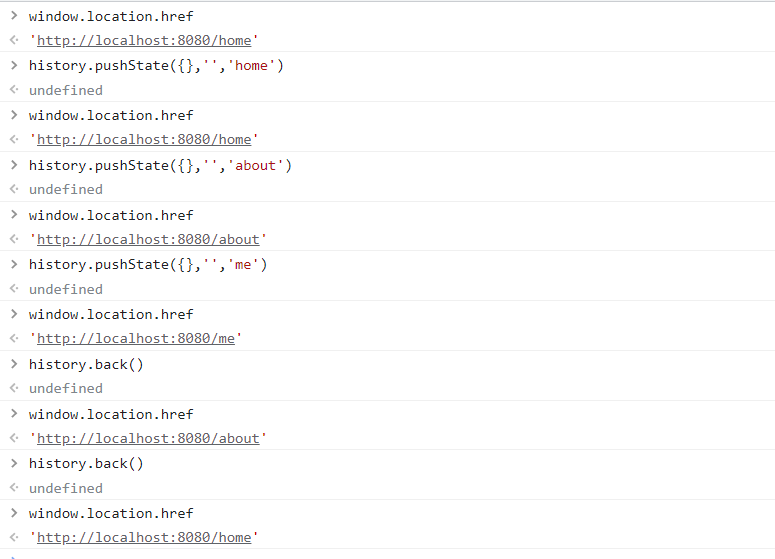 window.location.href
'http://localhost:8080/home'
history.pushState({},'','home')
undefined
window.location.href
'http://localhost:8080/home'
history.pushState({},'','about')
undefined
window.location.href
'http://localhost:8080/about'
history.pushState({},'','me')
undefined
window.location.href
'http://localhost:8080/me'
history.back()
undefined
window.location.href
'http://localhost:8080/about'
history.back()
undefined
window.location.href
'http://localhost:8080/home'